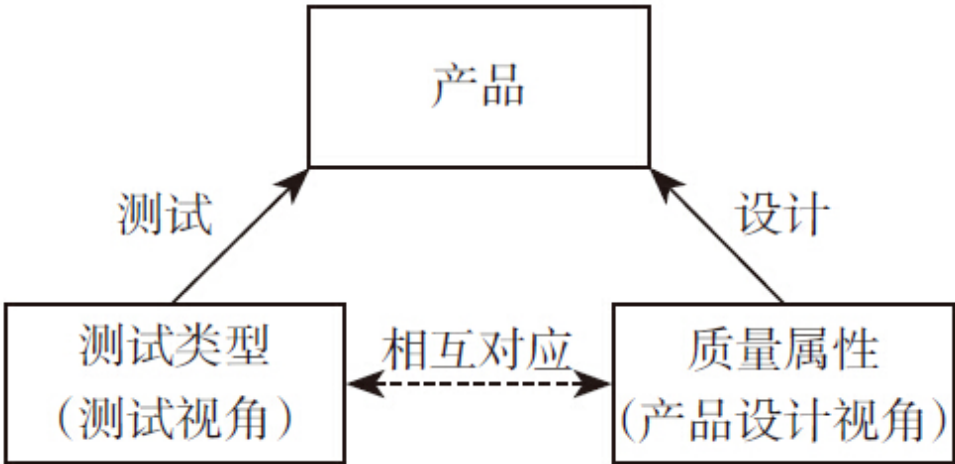 产品
测试
设计
测试类型
（测试视角）
相互对应
质量属性
（产品设计视角）